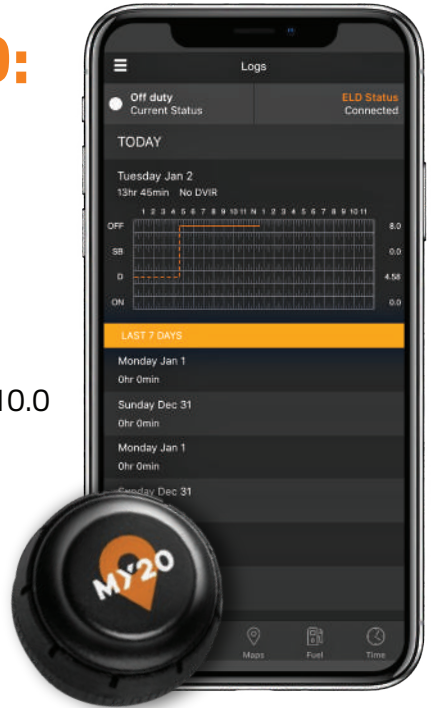 0:
10.0
Logs
Off duty
Current Status
ELD Status
Connected
TODAY
Tuesday Jan 2
13hr 45min No DVIR
1 2 3 4 5 6 7 8 9 10 11 N 1 2 3 4 5 6 7 8 9 10 11
OFF 8.0
SB 0.0
D 4.58
ON 0.0
LAST 7 DAYS
Monday Jan 1
0hr 0min
Sunday Dec 31
0hr 0min
Monday Jan 1
0hr 0min
Sunday Dec 31
MY20
Maps Fuel Time